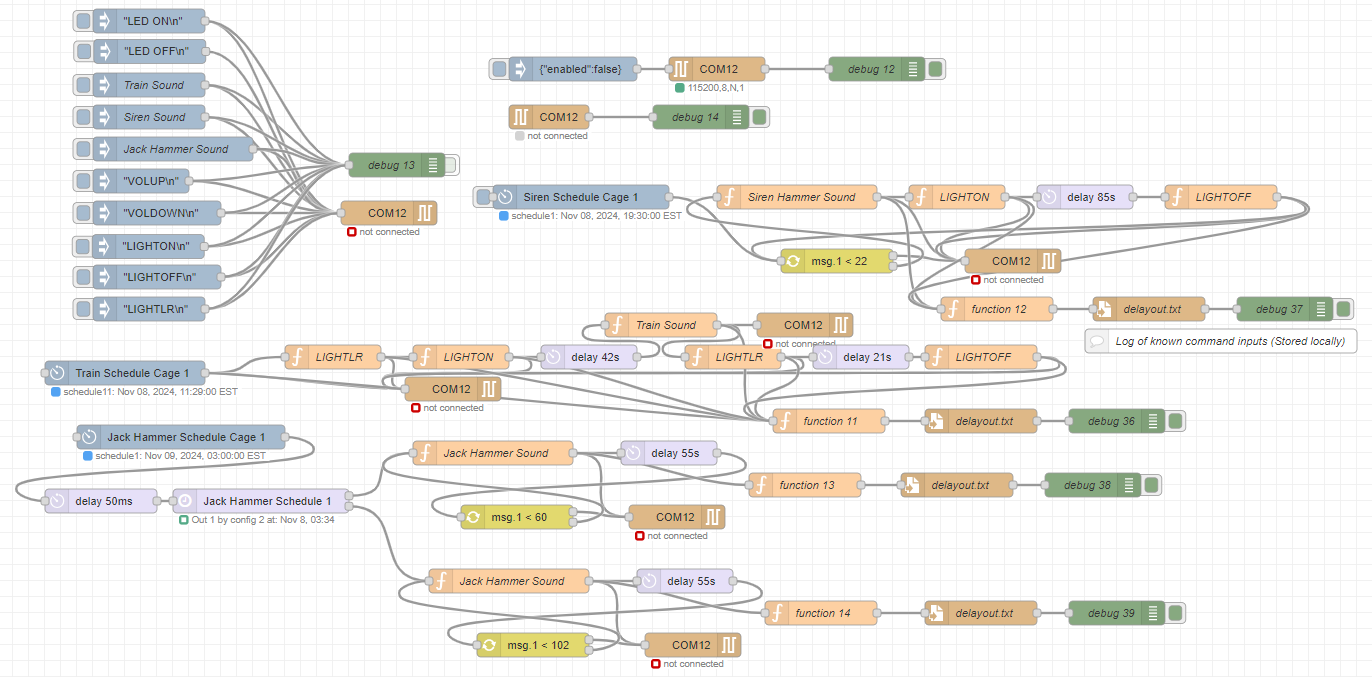 "LED ON\n"
"LED OFF\n"
Train Sound
Siren Sound
Jack Hammer Sound
"VOLUP\n"
"VOLDOWN\n"
"LIGHTON\n"
"LIGHTOFF\n"
"LIGHTLR\n"
debug 13
COM12
not connected
{"enabled":false}
COM12
115200,8,N,1
debug 12
COM12
not connected
debug 14
Siren Schedule Cage 1
schedule1: Nov 08, 2024, 19:30:00 EST
Siren Hammer Sound
LIGHTON
delay 85s
LIGHTOFF
msg.1 < 22
COM12
not connected
function 12
delayout.txt
debug 37
Log of known command inputs (Stored locally)
Train Sound
COM12
not connected
Train Schedule Cage 1
schedule11: Nov 08, 2024, 11:29:00 EST
LIGHTLR
LIGHTON
delay 42s
LIGHTLR
delay 21s
LIGHTOFF
COM12
not connected
function 11
delayout.txt
debug 36
Jack Hammer Schedule Cage 1
schedule1: Nov 09, 2024, 03:00:00 EST
delay 50ms
Jack Hammer Schedule 1
Out 1 by config 2 at: Nov 8, 03:34
Jack Hammer Sound
delay 55s
function 13
delayout.txt
debug 38
msg.1 < 60
COM12
not connected
Jack Hammer Sound
delay 55s
function 14
delayout.txt
debug 39
msg.1 < 102
COM12
not connected